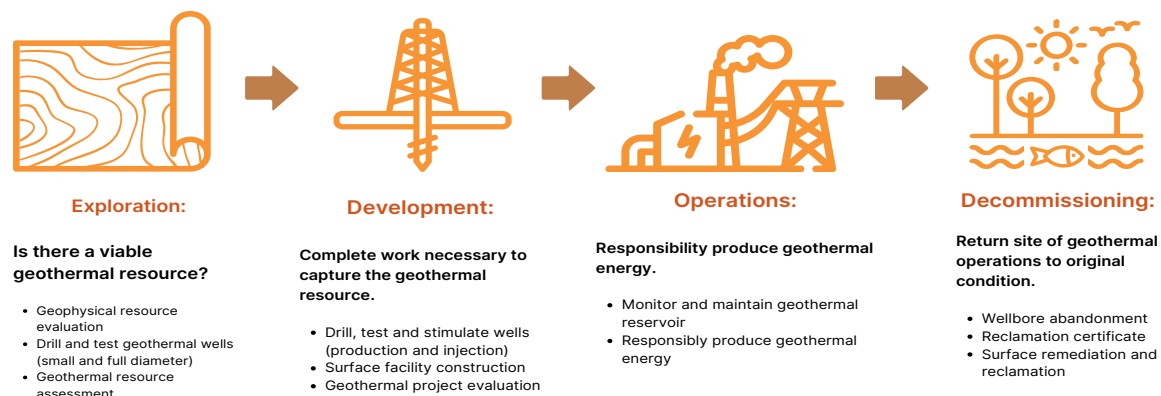 Exploration:
Is there a viable
geothermal resource?
• Geophysical resource
evaluation
• Drill and test geothermal wells
(small and full diameter)
• Geothermal resource
assessment
Development:
Complete work necessary to
capture the geothermal
resource.
• Drill, test and stimulate wells
(production and injection)
• Surface facility construction
• Geothermal project evaluation
Operations:
Responsibility produce geothermal
energy.
• Monitor and maintain geothermal
reservoir
• Responsibly produce geothermal
energy
Decommissioning:
Return site of geothermal
operations to original
condition.
• Wellbore abandonment
• Reclamation certificate
• Surface remediation and
reclamation